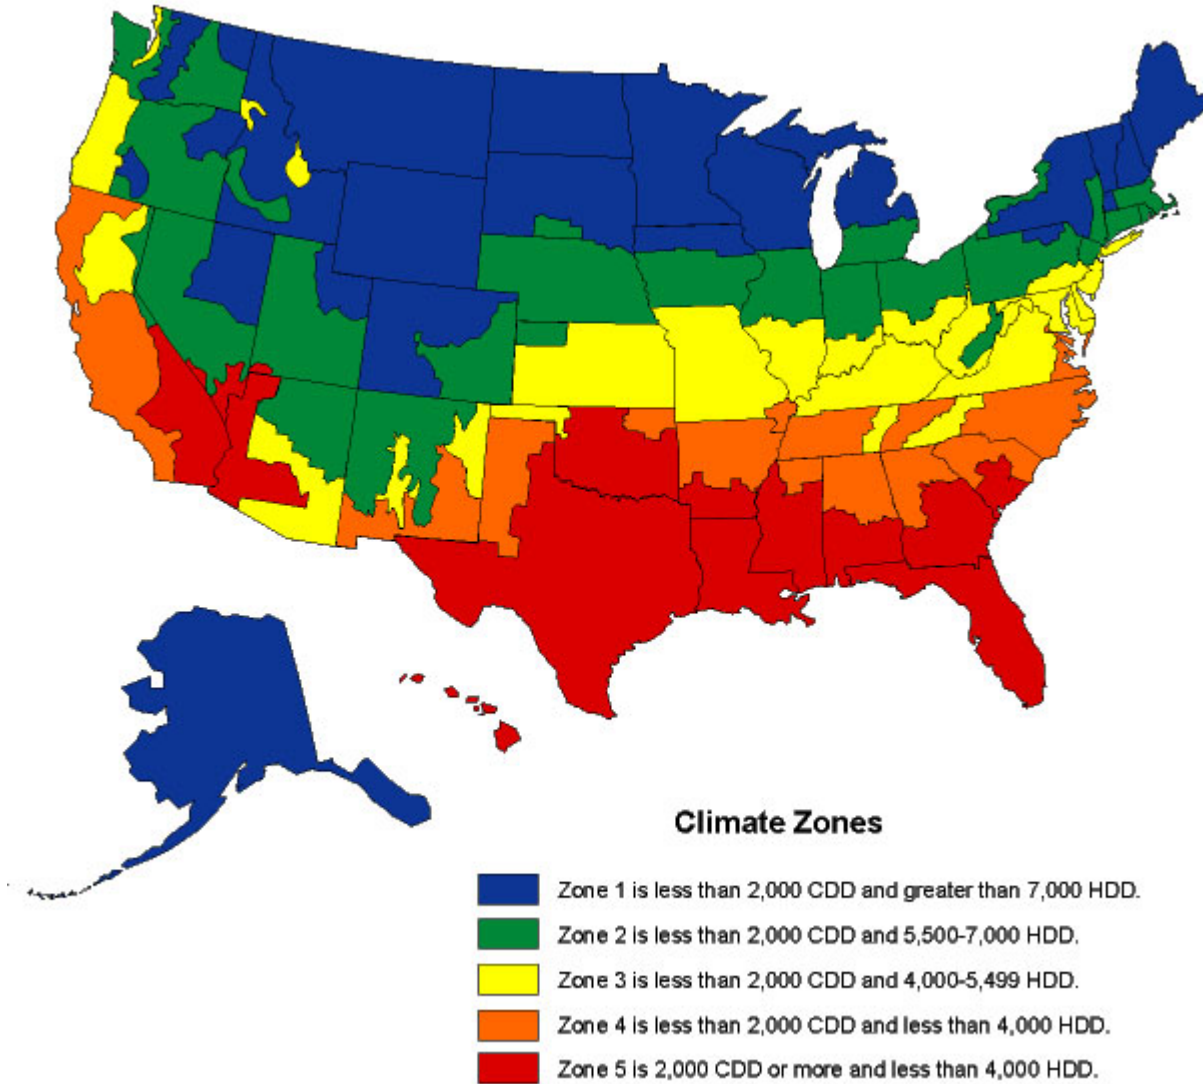 Climate Zones
Zone 1 is less than 2,000 CDD and greater than 7,000 HDD.
Zone 2 is less than 2,000 CDD and 5,500-7,000 HDD.
Zone 3 is less than 2,000 CDD and 4,000-5,499 HDD.
Zone 4 is less than 2,000 CDD and less than 4,000 HDD.
Zone 5 is 2,000 CDD or more and less than 4,000 HDD.